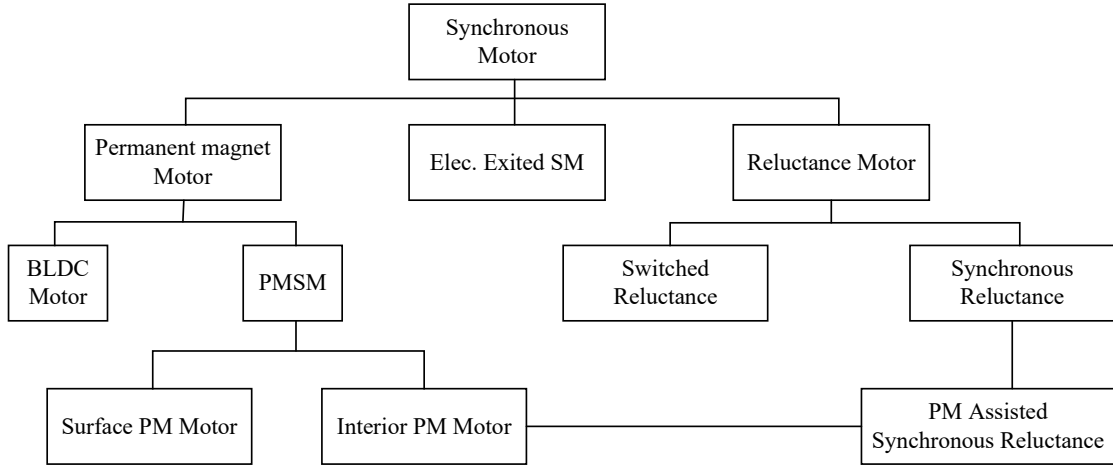 Synchronous
Motor
Permanent magnet
Motor
Elec. Exited SM
Reluctance Motor
BLDC
Motor
PMSM
Switched
Reluctance
Synchronous
Reluctance
Surface PM Motor
Interior PM Motor
PM Assisted
Synchronous Reluctance